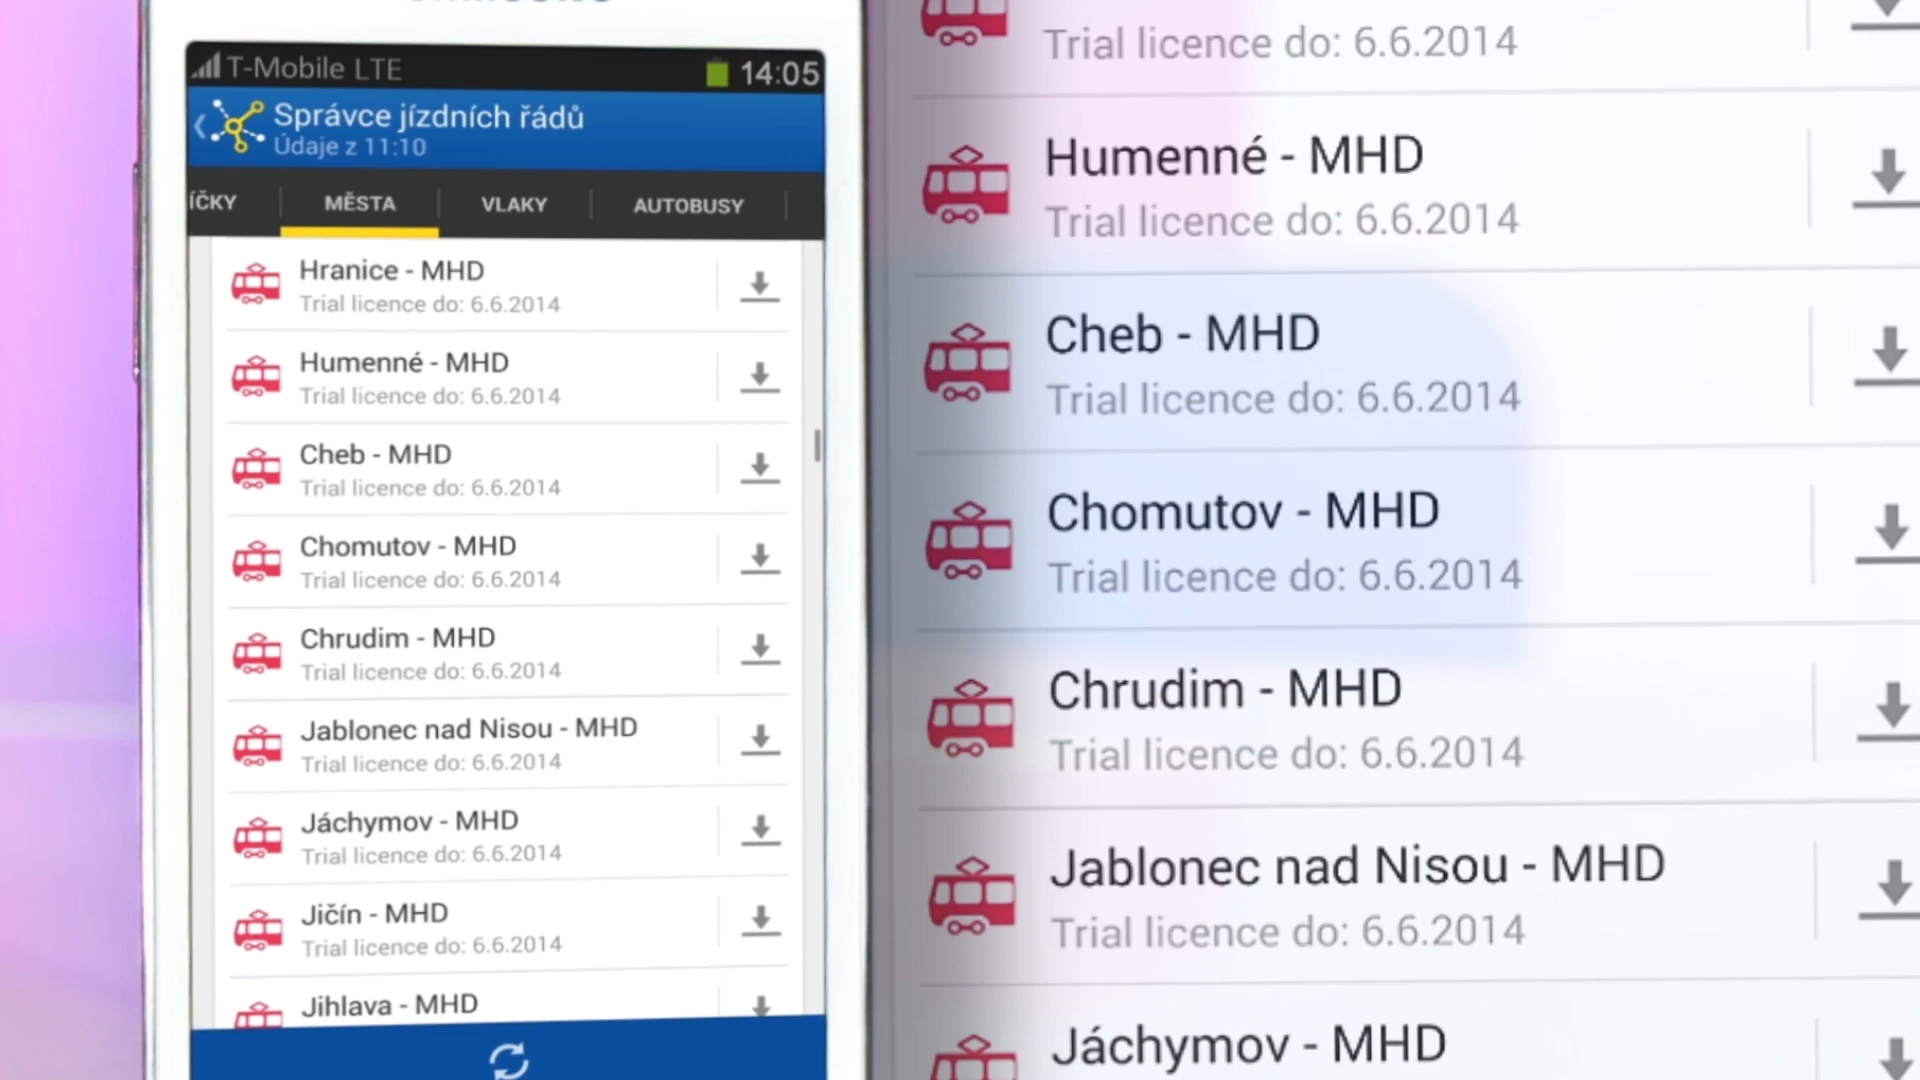 T-Mobile LTE
14:05
Správce jízdních řádů
Údaje z 11:10
ÍČKY
MĚSTA
VLAKY
AUTOBUSY
Hranice - MHD
Trial licence do: 6.6.2014
Humenné - MHD
Trial licence do: 6.6.2014
Cheb - MHD
Trial licence do: 6.6.2014
Chomutov - MHD
Trial licence do: 6.6.2014
Chrudim - MHD
Trial licence do: 6.6.2014
Jablonec nad Nisou - MHD
Trial licence do: 6.6.2014
Jáchymov - MHD
Trial licence do: 6.6.2014
Jičín - MHD
Trial licence do: 6.6.2014
Jihlava - MHD
Trial licence do: 6.6.2014
Humenné - MHD
Trial licence do: 6.6.2014
Cheb - MHD
Trial licence do: 6.6.2014
Chomutov - MHD
Trial licence do: 6.6.2014
Chrudim - MHD
Trial licence do: 6.6.2014
Jablonec nad Nisou - MHD
Trial licence do: 6.6.2014
Jáchymov - MHD